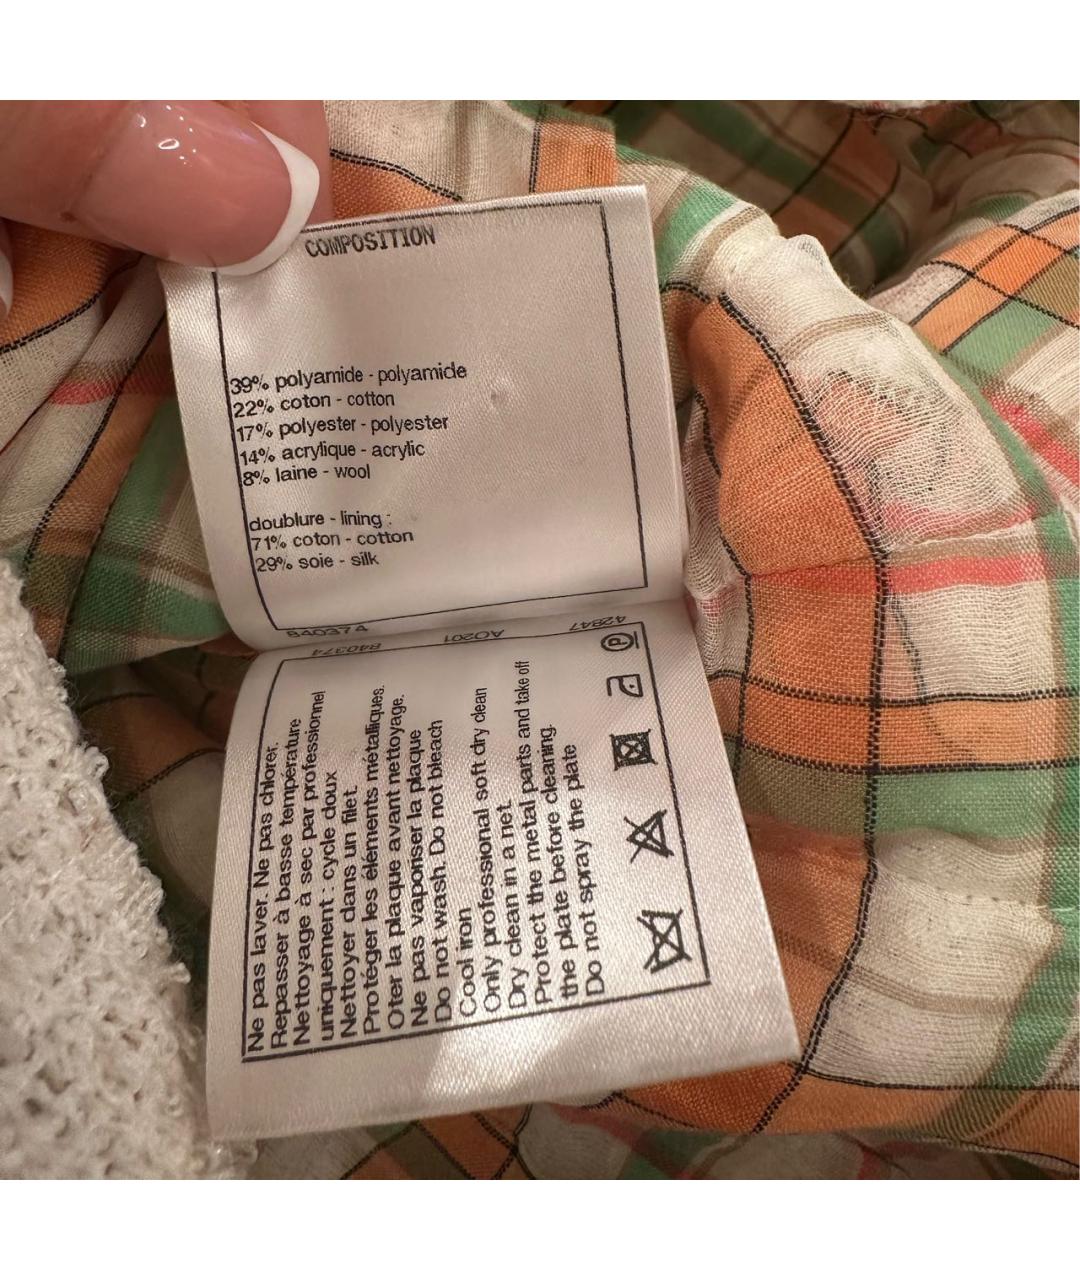 COMPOSITION
39% polyamide - polyamide
22% coton - cotton
17% polyester - polyester
14% acrylique - acrylic
8% laine - wool
doublure - lining :
71% coton - cotton
29% soie - silk
840374
840374 AO201 42847
Ne pas laver. Ne pas chlorer.
Repasser à basse température
Nettoyage à sec par professionnel
uniquement : cycle doux
Nettoyer dans un filet.
Protéger les éléments métalliques.
Oter la plaque avant nettoyage.
Ne pas vaporiser la plaque
Do not wash. Do not bleach
Cool iron
Only professional soft dry clean
Dry clean in a net.
Protect the metal parts and take off
the plate before cleaning.
Do not spray the plate
P